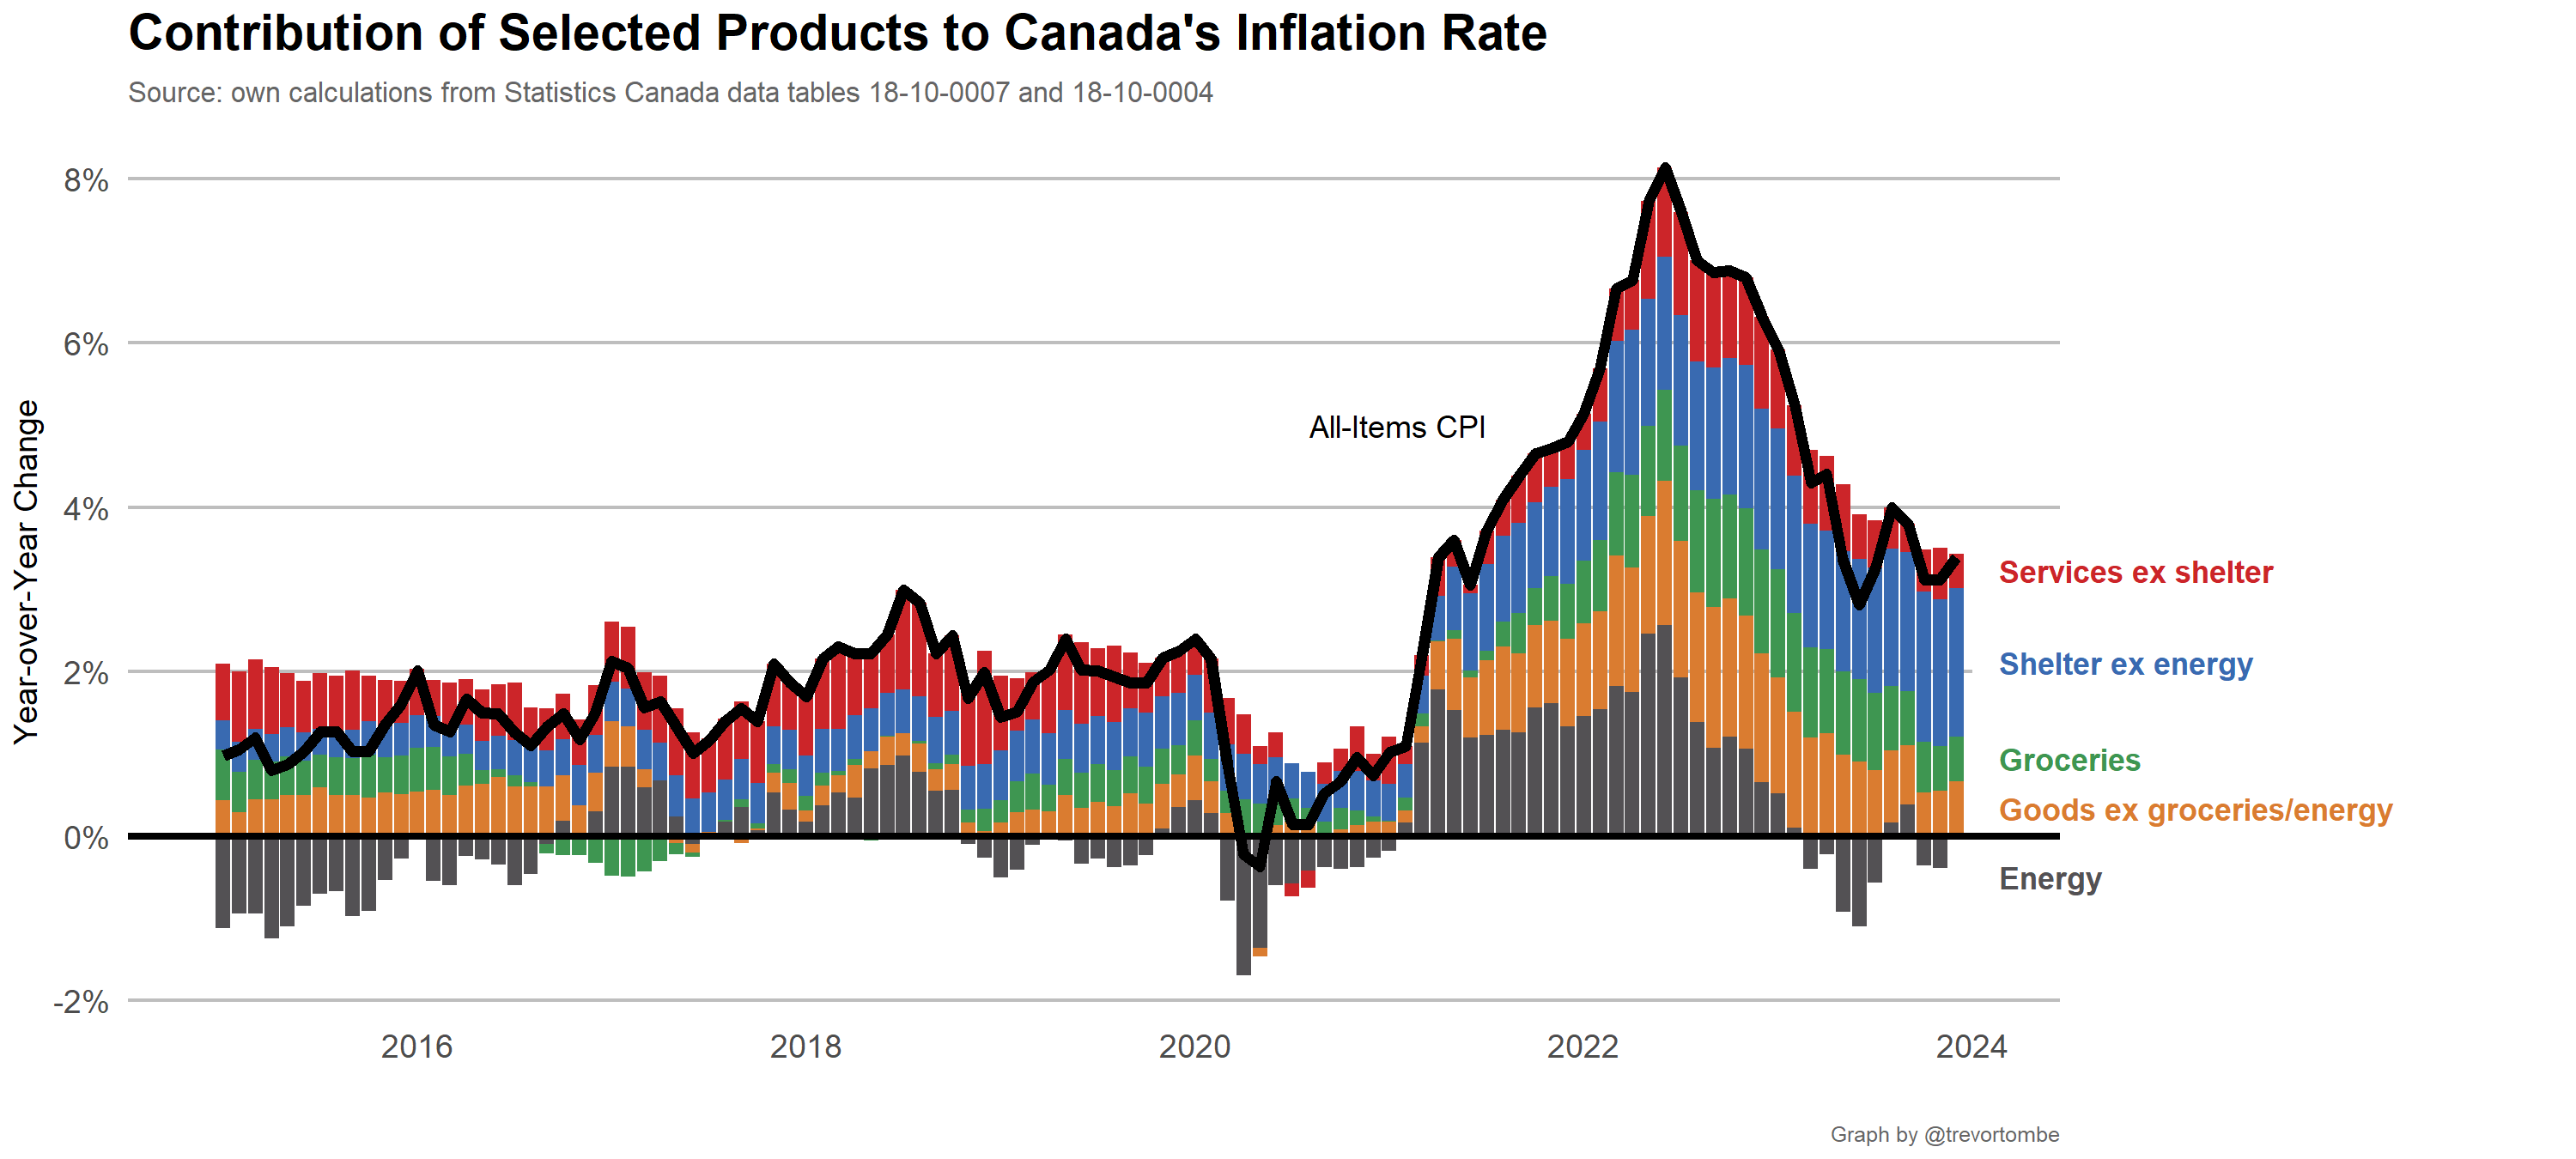 Contribution of Selected Products to Canada's Inflation Rate
Source: own calculations from Statistics Canada data tables 18-10-0007 and 18-10-0004
Year-over-Year Change
8%
6%
4%
2%
0%
-2%
All-Items CPI
Services ex shelter
Shelter ex energy
Groceries
Goods ex groceries/energy
Energy
2016
2018
2020
2022
2024
Graph by @trevortombe